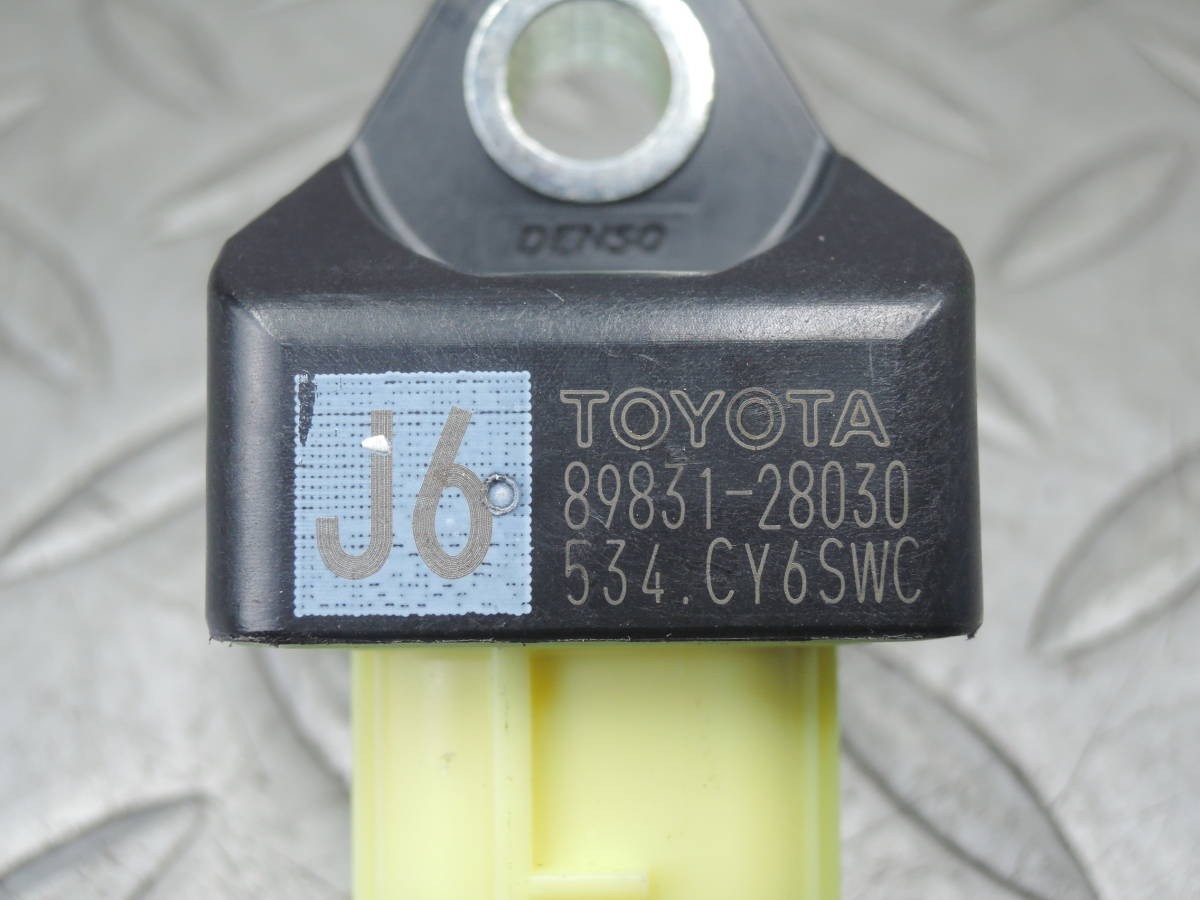 DENSO
J6
TOYOTA
89831-28030
534.CY6SWC